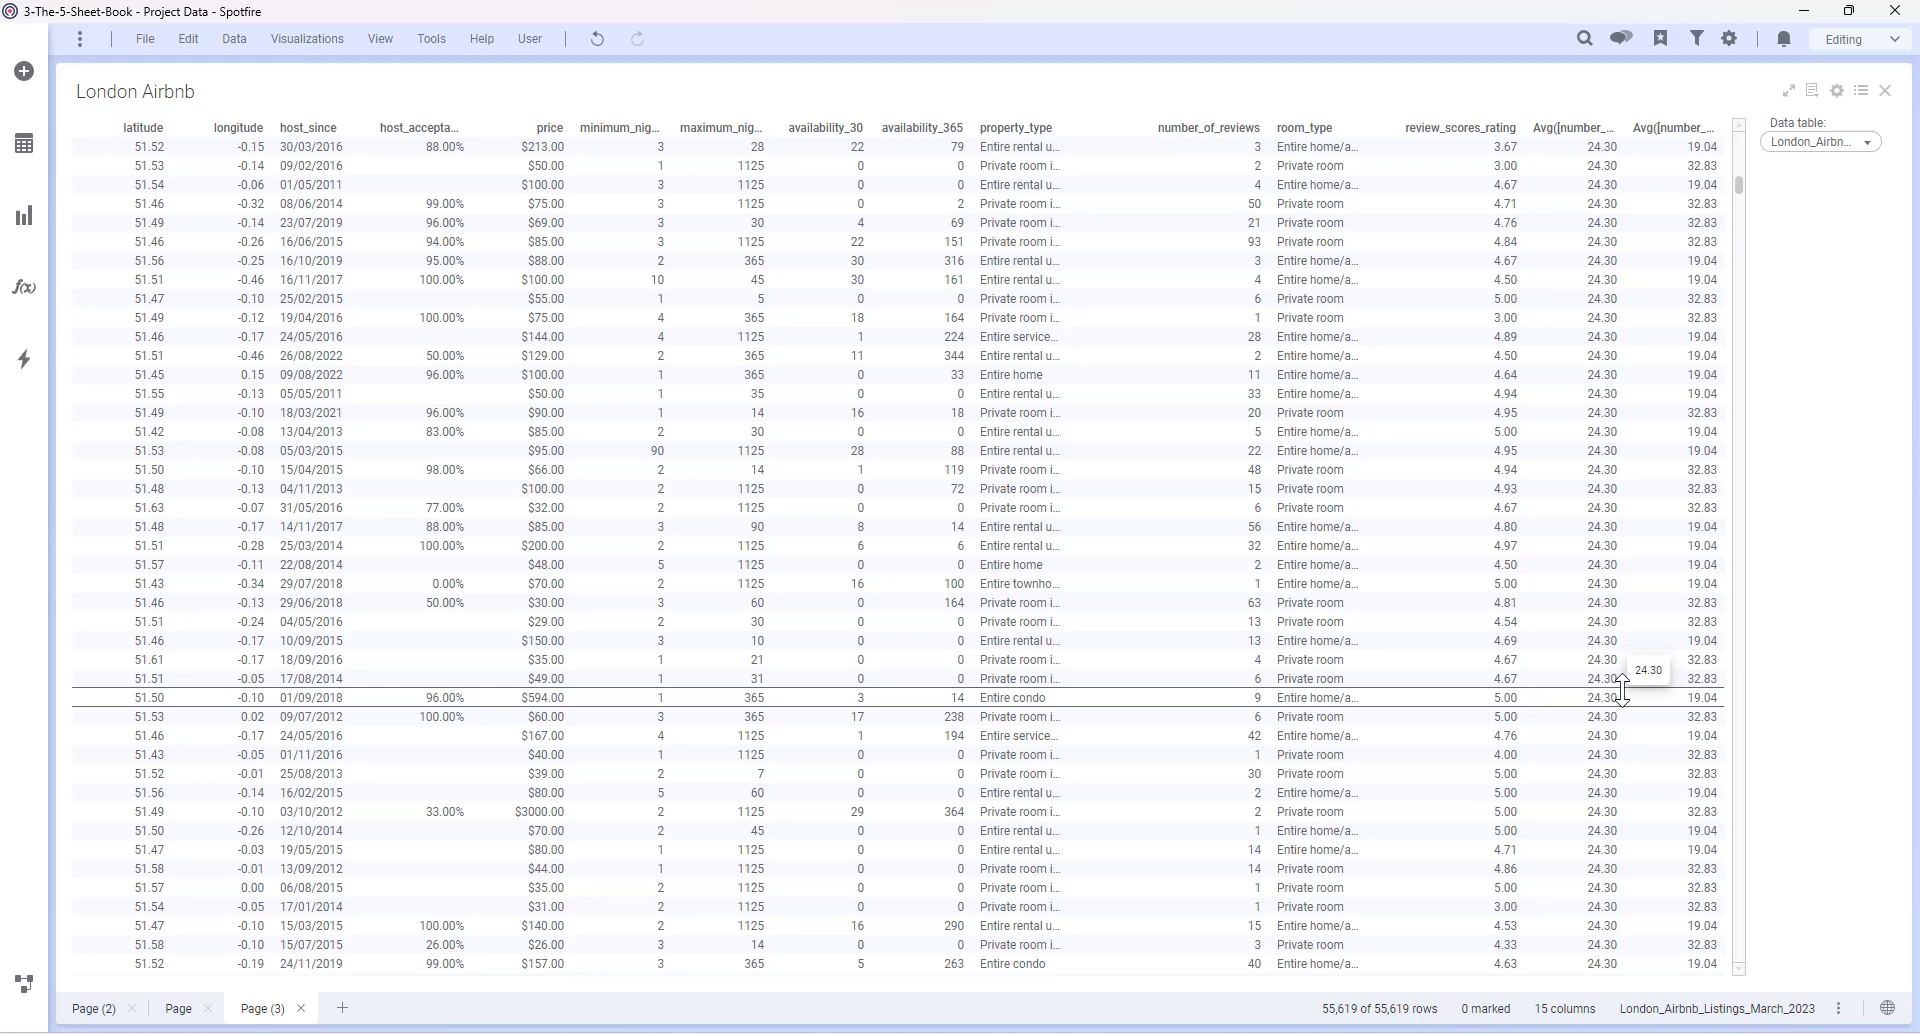 3-The-5-Sheet-Book - Project Data - Spotfire
File Edit Data Visualizations View Tools Help User Editing
London Airbnb
Data table:
London_Airbn...
latitude longitude host_since host_accepta... price minimum_nig... maximum_nig... availability_30 availability_365 property_type number_of_reviews room_type review_scores_rating Avg([number_... Avg([number_...
51.52 -0.15 30/03/2016 88.00% $213.00 3 28 22 79 Entire rental u... 3 Entire home/a... 3.67 24.30 19.04
51.53 -0.14 09/02/2016 $50.00 1 1125 0 0 Private room i... 2 Private room 3.00 24.30 32.83
51.54 -0.06 01/05/2011 $100.00 3 1125 0 0 Entire rental u... 4 Entire home/a... 4.67 24.30 19.04
51.46 -0.32 08/06/2014 99.00% $75.00 3 1125 0 2 Private room i... 50 Private room 4.71 24.30 32.83
51.49 -0.14 23/07/2019 96.00% $69.00 3 30 4 69 Private room i... 21 Private room 4.76 24.30 32.83
51.46 -0.26 16/06/2015 94.00% $85.00 3 1125 22 151 Private room i... 93 Private room 4.84 24.30 32.83
51.56 -0.25 16/10/2019 95.00% $88.00 2 365 30 316 Entire rental u... 3 Entire home/a... 4.67 24.30 19.04
51.51 -0.46 16/11/2017 100.00% $100.00 10 45 30 161 Entire rental u... 4 Entire home/a... 4.50 24.30 19.04
51.47 -0.10 25/02/2015 $55.00 1 5 0 0 Private room i... 6 Private room 5.00 24.30 32.83
51.49 -0.12 19/04/2016 100.00% $75.00 4 365 18 164 Private room i... 1 Private room 3.00 24.30 32.83
51.46 -0.17 24/05/2016 $144.00 4 1125 1 224 Entire service... 28 Entire home/a... 4.89 24.30 19.04
51.51 -0.46 26/08/2022 50.00% $129.00 2 365 11 344 Entire rental u... 2 Entire home/a... 4.50 24.30 19.04
51.45 0.15 09/08/2022 96.00% $100.00 1 365 0 33 Entire home 11 Entire home/a... 4.64 24.30 19.04
51.55 -0.13 05/05/2011 $50.00 1 35 0 0 Entire rental u... 33 Entire home/a... 4.94 24.30 19.04
51.49 -0.10 18/03/2021 96.00% $90.00 1 14 16 18 Private room i... 20 Private room 4.95 24.30 32.83
51.42 -0.08 13/04/2013 83.00% $85.00 2 30 0 0 Entire rental u... 5 Entire home/a... 5.00 24.30 19.04
51.53 -0.08 05/03/2015 $95.00 90 1125 28 88 Entire rental u... 22 Entire home/a... 4.95 24.30 19.04
51.50 -0.10 15/04/2015 98.00% $66.00 2 14 1 119 Private room i... 48 Private room 4.94 24.30 32.83
51.48 -0.13 04/11/2013 $100.00 2 1125 0 72 Private room i... 15 Private room 4.93 24.30 32.83
51.63 -0.07 31/05/2016 77.00% $32.00 2 1125 0 0 Private room i... 6 Private room 4.67 24.30 32.83
51.48 -0.17 14/11/2017 88.00% $85.00 3 90 8 14 Entire rental u... 56 Entire home/a... 4.80 24.30 19.04
51.51 -0.28 25/03/2014 100.00% $200.00 2 1125 6 6 Entire rental u... 32 Entire home/a... 4.97 24.30 19.04
51.57 -0.11 22/08/2014 $48.00 5 1125 0 0 Entire home 2 Entire home/a... 4.50 24.30 19.04
51.43 -0.34 29/07/2018 0.00% $70.00 2 1125 16 100 Entire townho... 1 Entire home/a... 5.00 24.30 19.04
51.46 -0.13 29/06/2018 50.00% $30.00 3 60 0 164 Private room i... 63 Private room 4.81 24.30 32.83
51.51 -0.24 04/05/2016 $29.00 2 30 0 0 Private room i... 13 Private room 4.54 24.30 32.83
51.46 -0.17 10/09/2015 $150.00 3 10 0 0 Entire rental u... 13 Entire home/a... 4.69 24.30 19.04
51.61 -0.17 18/09/2016 $35.00 1 21 0 0 Private room i... 4 Private room 4.67 24.30 32.83
24.30
51.51 -0.05 17/08/2014 $49.00 1 31 0 0 Private room i... 6 Private room 4.67 24.30 32.83
51.50 -0.10 01/09/2018 96.00% $594.00 1 365 3 14 Entire condo 9 Entire home/a... 5.00 24.30 19.04
51.53 0.02 09/07/2012 100.00% $60.00 3 365 17 238 Private room i... 6 Private room 5.00 24.30 32.83
51.46 -0.17 24/05/2016 $167.00 4 1125 1 194 Entire service... 42 Entire home/a... 4.76 24.30 19.04
51.43 -0.05 01/11/2016 $40.00 1 1125 0 0 Private room i... 1 Private room 4.00 24.30 32.83
51.52 -0.01 25/08/2013 $39.00 2 7 0 0 Private room i... 30 Private room 5.00 24.30 32.83
51.56 -0.14 16/02/2015 $80.00 5 60 0 0 Entire rental u... 2 Entire home/a... 5.00 24.30 19.04
51.49 -0.10 03/10/2012 33.00% $3000.00 2 1125 29 364 Private room i... 2 Private room 5.00 24.30 32.83
51.50 -0.26 12/10/2014 $70.00 2 45 0 0 Entire rental u... 1 Entire home/a... 5.00 24.30 19.04
51.47 -0.03 19/05/2015 $80.00 1 1125 0 0 Entire rental u... 14 Entire home/a... 4.71 24.30 19.04
51.58 -0.01 13/09/2012 $44.00 1 1125 0 0 Private room i... 14 Private room 4.86 24.30 32.83
51.57 0.00 06/08/2015 $35.00 2 1125 0 0 Private room i... 1 Private room 5.00 24.30 32.83
51.54 -0.05 17/01/2014 $31.00 2 1125 0 0 Private room i... 1 Private room 3.00 24.30 32.83
51.47 -0.10 15/03/2015 100.00% $140.00 2 1125 16 290 Entire rental u... 15 Entire home/a... 4.53 24.30 19.04
51.58 -0.10 15/07/2015 26.00% $26.00 3 14 0 0 Private room i... 3 Private room 4.33 24.30 32.83
51.52 -0.19 24/11/2019 99.00% $157.00 3 365 5 263 Entire condo 40 Entire home/a... 4.63 24.30 19.04
Page (2) Page Page (3) 55,619 of 55,619 rows 0 marked 15 columns London_Airbnb_Listings_March_2023